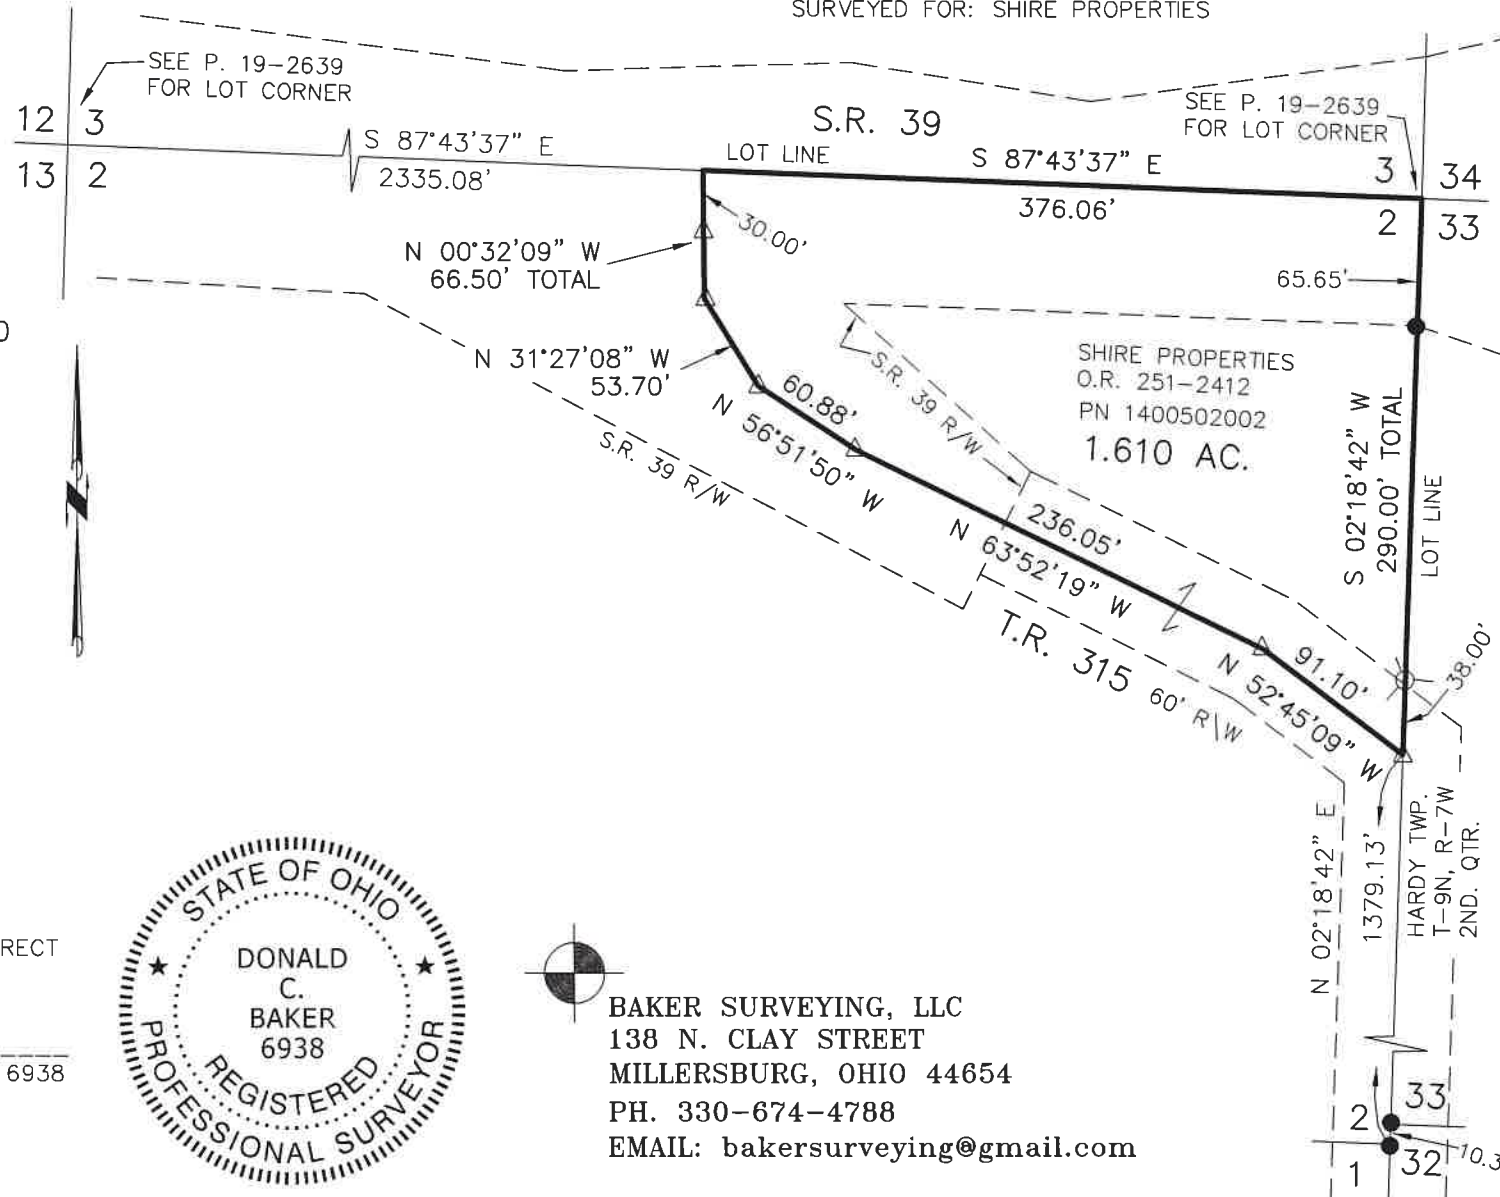 SURVEYED FOR: SHIRE PROPERTIES
SEE P. 19-2639
FOR LOT CORNER
12 3
13 2
S 87°43'37" E
2335.08'
S.R. 39
LOT LINE
S 87°43'37" E
376.06'
SEE P. 19-2639
FOR LOT CORNER
3 34
2 33
30.00'
N 00°32'09" W
66.50' TOTAL
65.65'
N 31°27'08" W
53.70'
60.88'
N 56°51'50" W
S.R. 39 R/W
S.R. 39 R/W
SHIRE PROPERTIES
O.R. 251-2412
PN 1400502002
1.610 AC.
S 02°18'42" W
290.00' TOTAL
LOT LINE
236.05'
N 63°52'19" W
T.R. 315 60' R\W
91.10'
N 52°45'09" W
38.00'
N 02°18'42" E
1379.13'
HARDY TWP.
T-9N, R-7W
2ND. QTR.
RECT
6938
STATE OF OHIO
DONALD
C.
BAKER
6938
REGISTERED
PROFESSIONAL SURVEYOR
BAKER SURVEYING, LLC
138 N. CLAY STREET
MILLERSBURG, OHIO 44654
PH. 330-674-4788
EMAIL: bakersurveying@gmail.com
2 33
1 32
10.3